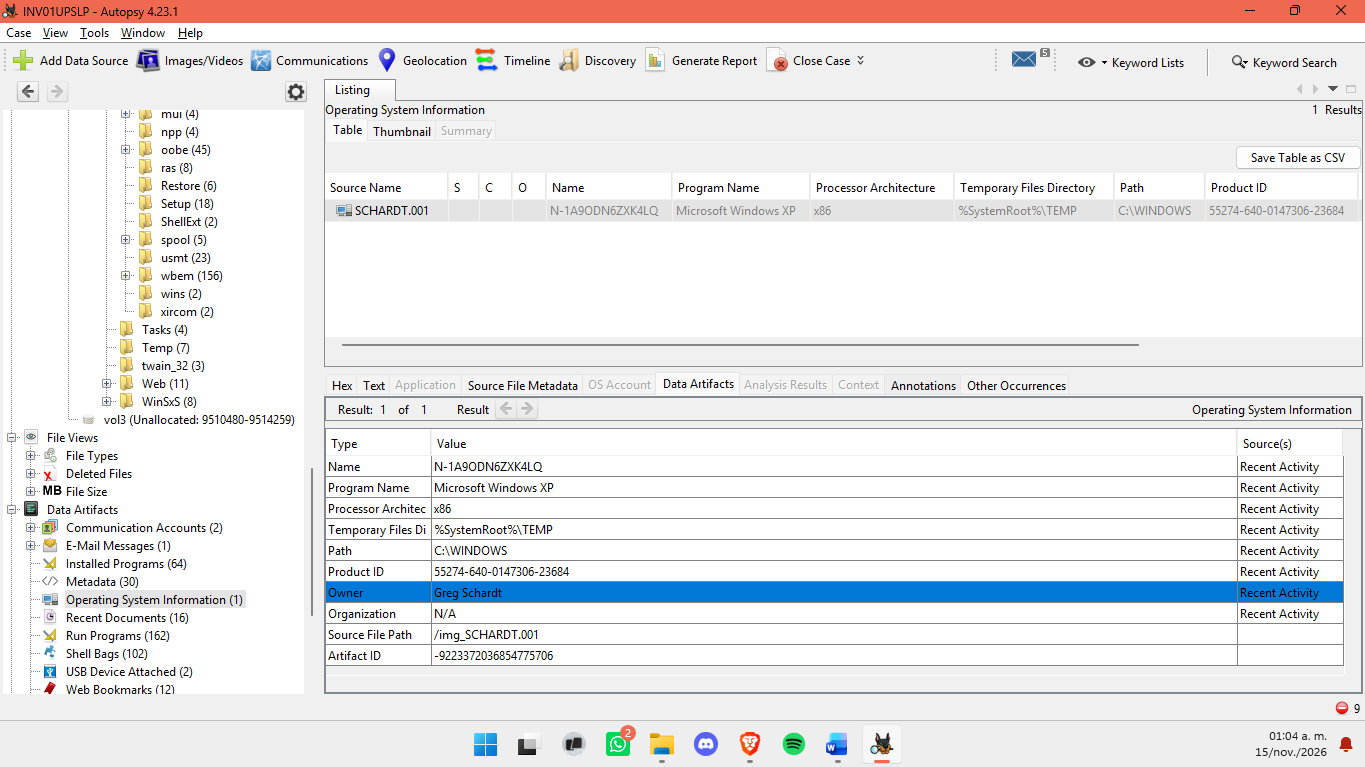 INV01UPSLP - Autopsy 4.23.1
Case View Tools Window Help
Add Data Source Images/Videos Communications Geolocation Timeline Discovery Generate Report Close Case 5 Keyword Lists Keyword Search
Listing
Operating System Information 1 Results
Table Thumbnail Summary
Save Table as CSV
Source Name S C O Name Program Name Processor Architecture Temporary Files Directory Path Product ID
SCHARDT.001 N-1A9ODN6ZXK4LQ Microsoft Windows XP x86 %SystemRoot%\TEMP C:\WINDOWS 55274-640-0147306-23684
mui (4)
npp (4)
oobe (45)
ras (8)
Restore (6)
Setup (18)
ShellExt (2)
spool (5)
usmt (23)
wbem (156)
wins (2)
xircom (2)
Tasks (4)
Temp (7)
twain_32 (3)
Web (11)
WinSxS (8)
vol3 (Unallocated: 9510480-9514259)
File Views
File Types
Deleted Files
MB File Size
Data Artifacts
Communication Accounts (2)
E-Mail Messages (1)
Installed Programs (64)
Metadata (30)
Operating System Information (1)
Recent Documents (16)
Run Programs (162)
Shell Bags (102)
USB Device Attached (2)
Web Bookmarks (12)
Hex Text Application Source File Metadata OS Account Data Artifacts Analysis Results Context Annotations Other Occurrences
Result: 1 of 1 Result Operating System Information
Type Value Source(s)
Name N-1A9ODN6ZXK4LQ Recent Activity
Program Name Microsoft Windows XP Recent Activity
Processor Architec x86 Recent Activity
Temporary Files Di %SystemRoot%\TEMP Recent Activity
Path C:\WINDOWS Recent Activity
Product ID 55274-640-0147306-23684 Recent Activity
Owner Greg Schardt Recent Activity
Organization N/A Recent Activity
Source File Path /img_SCHARDT.001
Artifact ID -9223372036854775706
9
2
01:04 a. m.
15/nov./2026